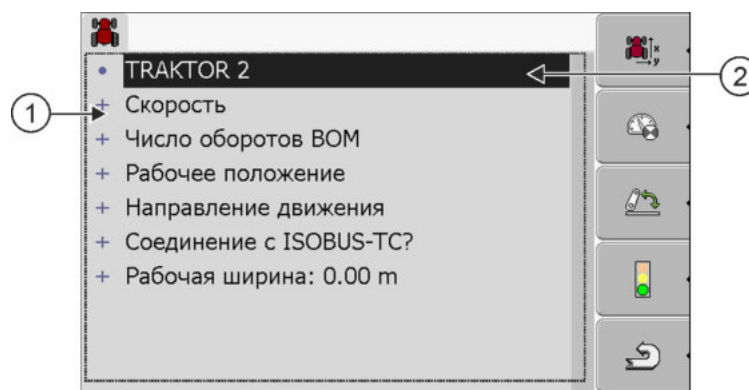 TRAKTOR 2
Скорость
Число оборотов ВОМ
Рабочее положение
Направление движения
Соединение с ISOBUS-TC?
Рабочая ширина: 0.00 m
x
y
1
2